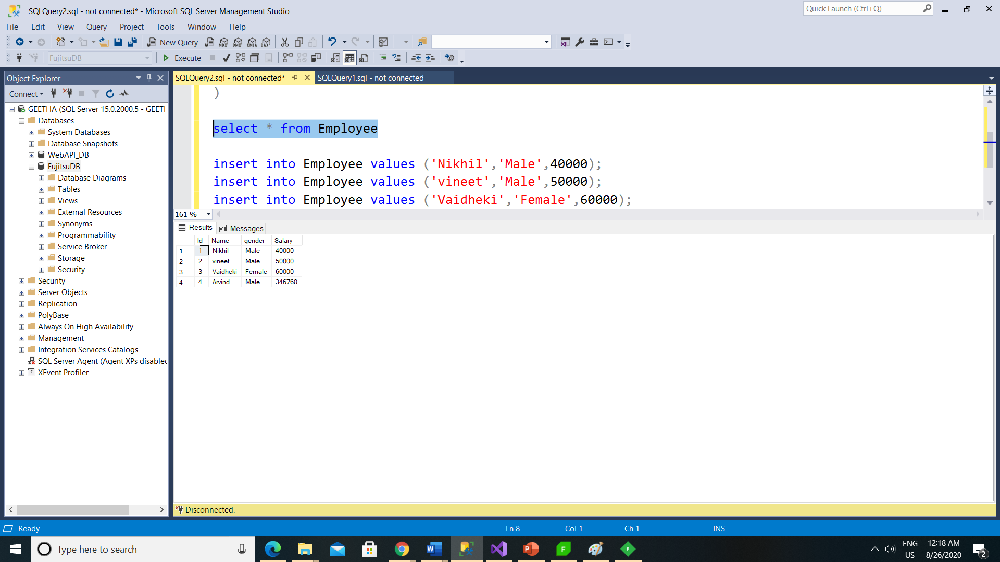 SQLQuery2.sql - not connected* - Microsoft SQL Server Management Studio
Quick Launch (Ctrl+Q)
File Edit View Query Project Tools Window Help
New Query MDX DMX XMLA DAX
FujitsuDB Execute
Object Explorer
Connect
GEETHA (SQL Server 15.0.2000.5 - GEETH
Databases
System Databases
Database Snapshots
WebAPI_DB
FujitsuDB
Database Diagrams
Tables
Views
External Resources
Synonyms
Programmability
Service Broker
Storage
Security
Security
Server Objects
Replication
PolyBase
Always On High Availability
Management
Integration Services Catalogs
SQL Server Agent (Agent XPs disabled
XEvent Profiler
SQLQuery2.sql - not connected* SQLQuery1.sql - not connected
)
select * from Employee
insert into Employee values ('Nikhil','Male',40000);
insert into Employee values ('vineet','Male',50000);
insert into Employee values ('Vaidheki','Female',60000);
161 %
Results Messages
Id Name gender Salary
1 1 Nikhil Male 40000
2 2 vineet Male 50000
3 3 Vaidheki Female 60000
4 4 Arvind Male 346768
Disconnected.
Ready Ln 8 Col 1 Ch 1 INS
Type here to search
ENG
US
12:18 AM
8/26/2020
2